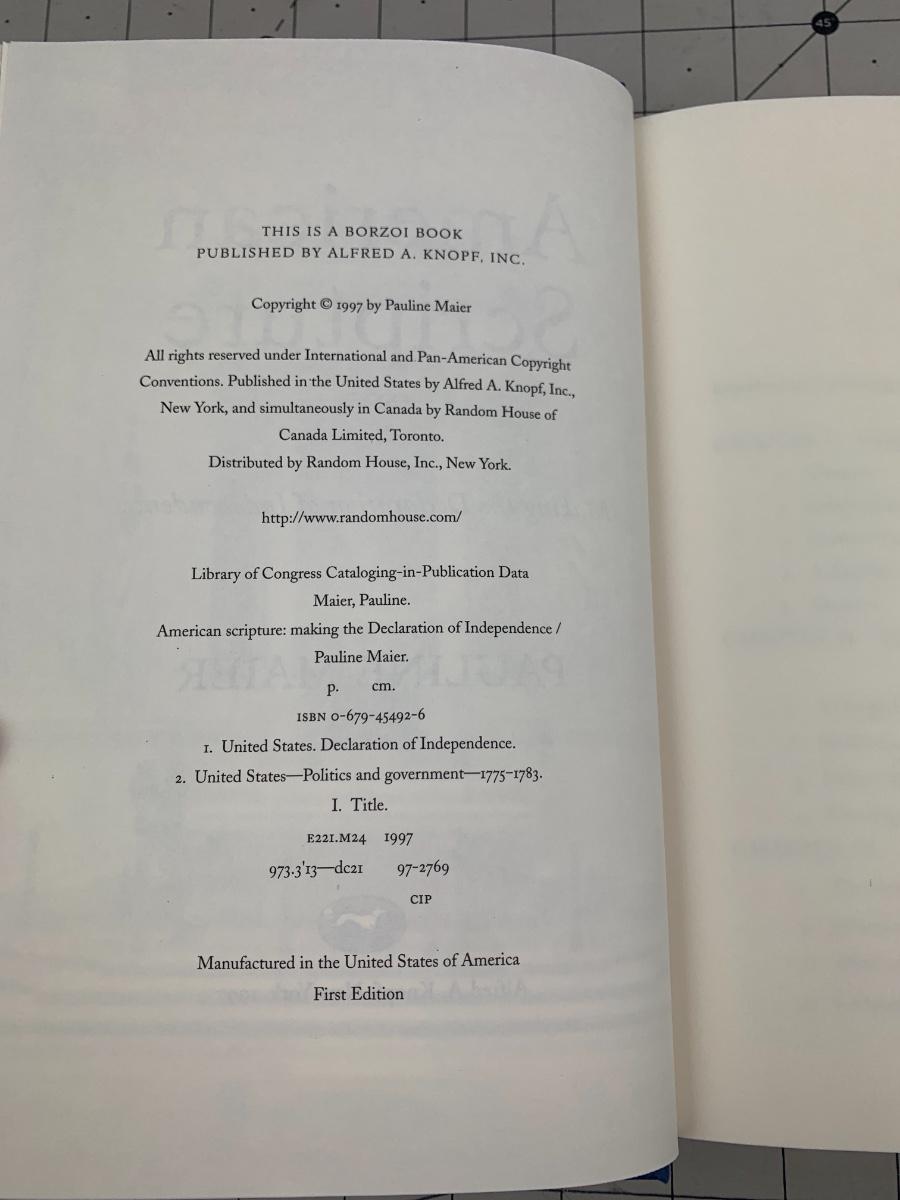 45°
THIS IS A BORZOI BOOK
PUBLISHED BY ALFRED A. KNOPF, INC.
Copyright © 1997 by Pauline Maier
All rights reserved under International and Pan-American Copyright
Conventions. Published in the United States by Alfred A. Knopf, Inc.,
New York, and simultaneously in Canada by Random House of
Canada Limited, Toronto.
Distributed by Random House, Inc., New York.
http://www.randomhouse.com/
Library of Congress Cataloging-in-Publication Data
Maier, Pauline.
American scripture: making the Declaration of Independence /
Pauline Maier.
p. cm.
ISBN 0-679-45492-6
1. United States. Declaration of Independence.
2. United States—Politics and government—1775–1783.
I. Title.
E221.M24 1997
973.3'13—dc21 97-2769
CIP
Manufactured in the United States of America
First Edition